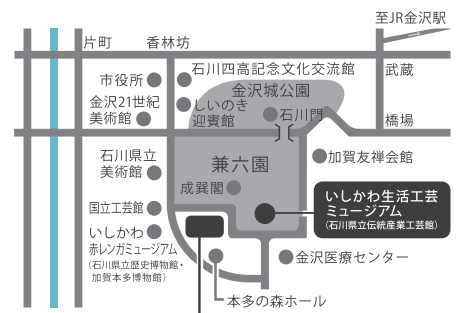 至JR金沢駅
片町
香林坊
武蔵
石川四高記念文化交流館
市役所
金沢城公園
金沢21世紀
美術館
しいのき
迎賓館
石川門
橋場
石川県立
美術館
兼六園
加賀友禅会館
成巽閣
いしかわ生活工芸
ミュージアム
(石川県立伝統産業工芸館)
国立工芸館
いしかわ
赤レンガミュージアム
(石川県立歴史博物館・
加賀本多博物館)
金沢医療センター
本多の森ホール